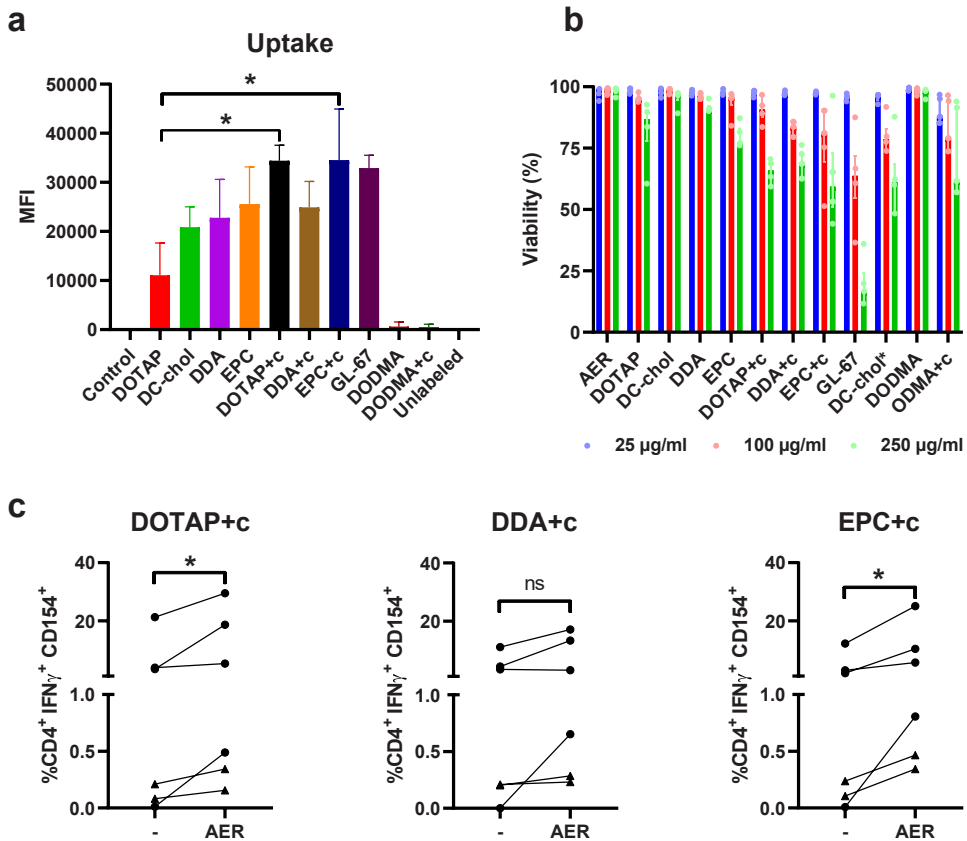 a
Uptake
MFI
50000
40000
30000
20000
10000
0
*
*
Control
DOTAP
DC-chol
DDA
EPC
DOTAP+c
DDA+c
EPC+c
GL-67
DODMA
DODMA+c
Unlabeled
b
Viability (%)
100
75
50
25
0
AER
DOTAP
DC-chol
DDA
EPC
DOTAP+c
DDA+c
EPC+c
GL-67
DC-chol*
DODMA
ODMA+c
25 µg/ml 100 µg/ml 250 µg/ml
c
DOTAP+c
%CD4⁺ IFNγ⁺ CD154⁺
40
20
1.0
0.5
0.0
*
- AER
DDA+c
%CD4⁺ IFNγ⁺ CD154⁺
40
20
1.0
0.5
0.0
ns
- AER
EPC+c
%CD4⁺ IFNγ⁺ CD154⁺
40
20
1.0
0.5
0.0
*
- AER